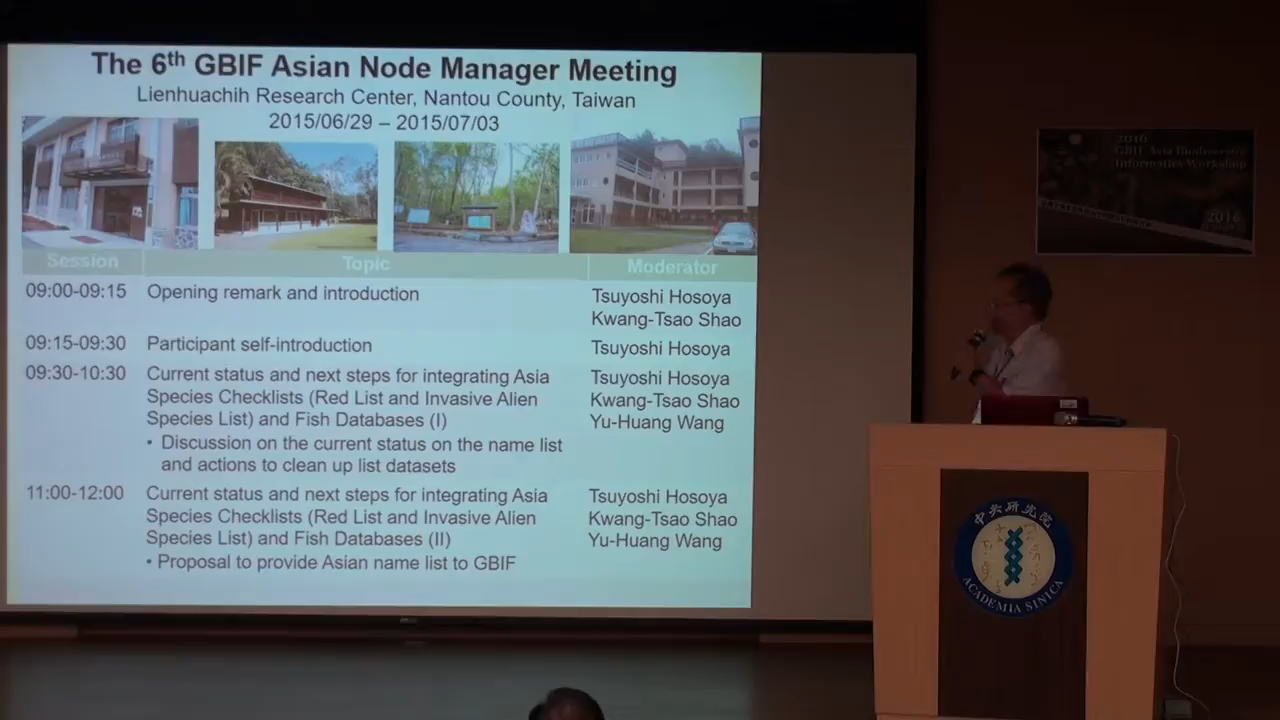 The 6th GBIF Asian Node Manager Meeting
Lienhuachih Research Center, Nantou County, Taiwan
2015/06/29 – 2015/07/03
Session Topic Moderator
09:00-09:15 Opening remark and introduction Tsuyoshi Hosoya
Kwang-Tsao Shao
09:15-09:30 Participant self-introduction Tsuyoshi Hosoya
09:30-10:30 Current status and next steps for integrating Asia Tsuyoshi Hosoya
Species Checklists (Red List and Invasive Alien Kwang-Tsao Shao
Species List) and Fish Databases (I) Yu-Huang Wang
• Discussion on the current status on the name list
and actions to clean up list datasets
11:00-12:00 Current status and next steps for integrating Asia Tsuyoshi Hosoya
Species Checklists (Red List and Invasive Alien Kwang-Tsao Shao
Species List) and Fish Databases (II) Yu-Huang Wang
• Proposal to provide Asian name list to GBIF
2016
GBIF Asia Biodiversity
Informatics Workshop
2016
中央研究院
ACADEMIA SINICA